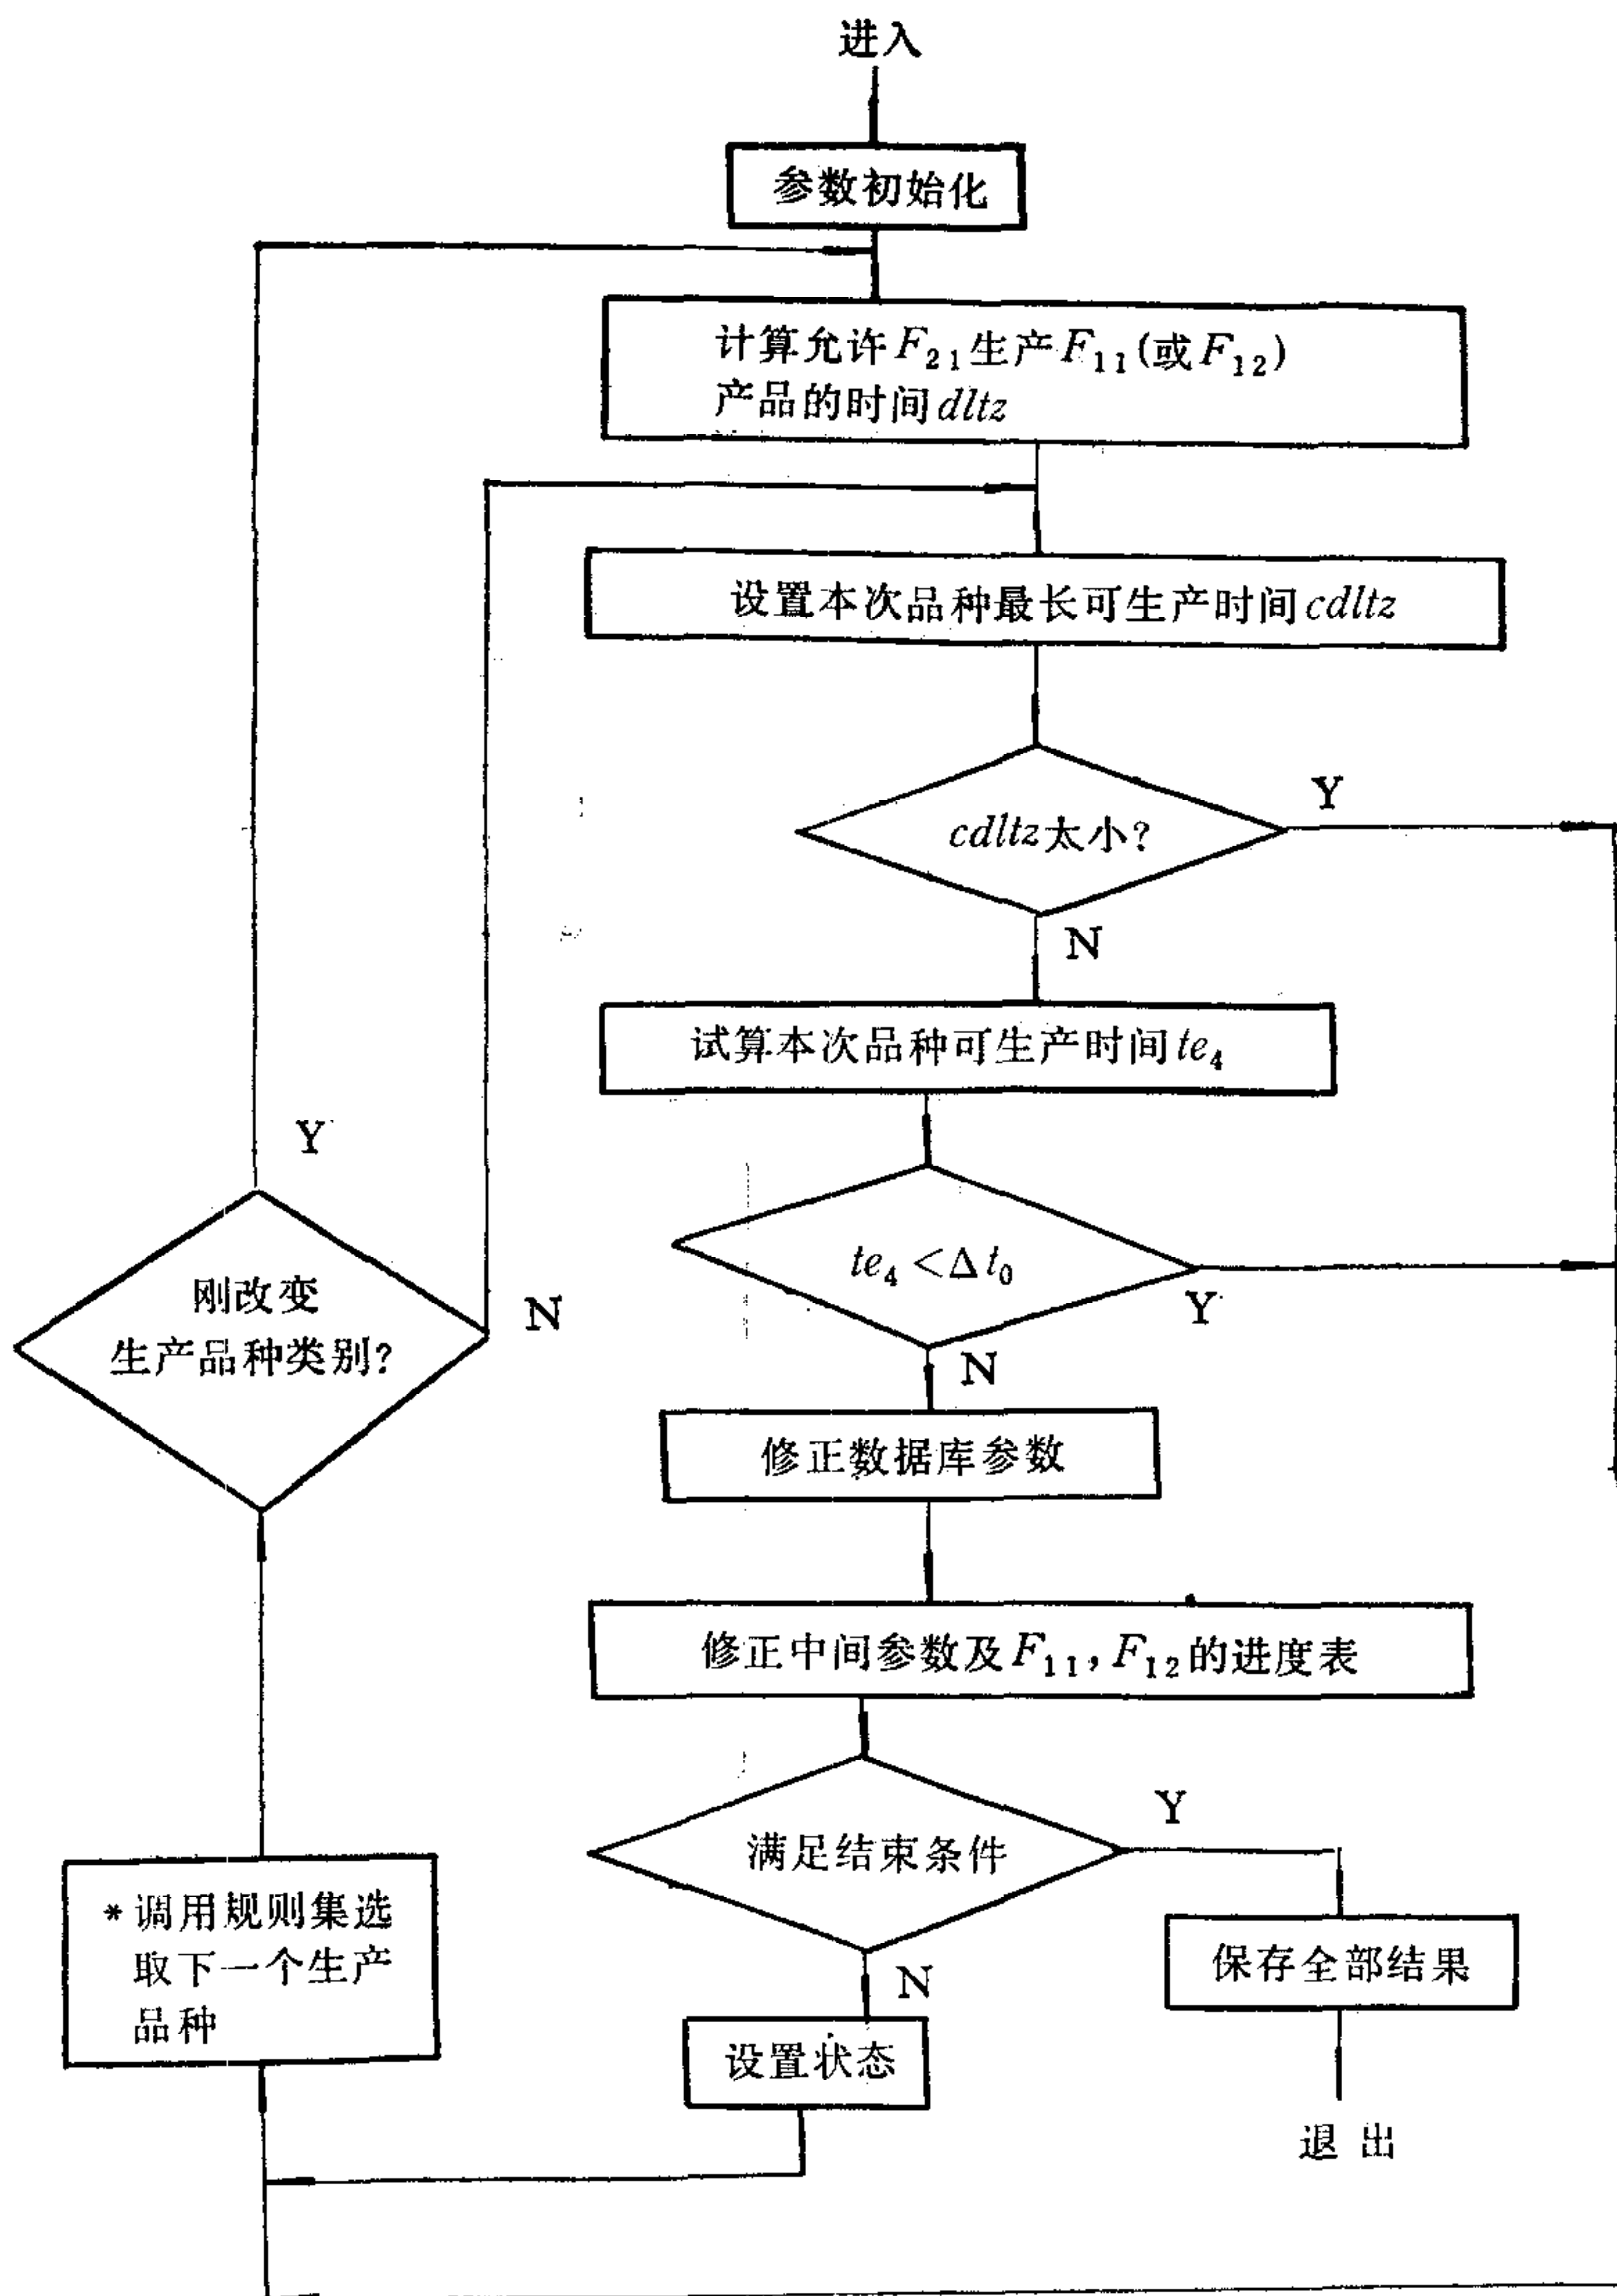 进入
参数初始化
计算允许F₂₁生产F₁₁(或F₁₂)
产品的时间dltz
设置本次品种最长可生产时间cdltz
Y
cdltz太小?
N
试算本次品种可生产时间te₄
Y
te₄<Δt₀
Y
刚改变
生产品种类别?
N
N
修正数据库参数
修正中间参数及F₁₁,F₁₂的进度表
Y
满足结束条件
*调用规则集选
取下一个生产
品种
保存全部结果
N
设置状态
退出